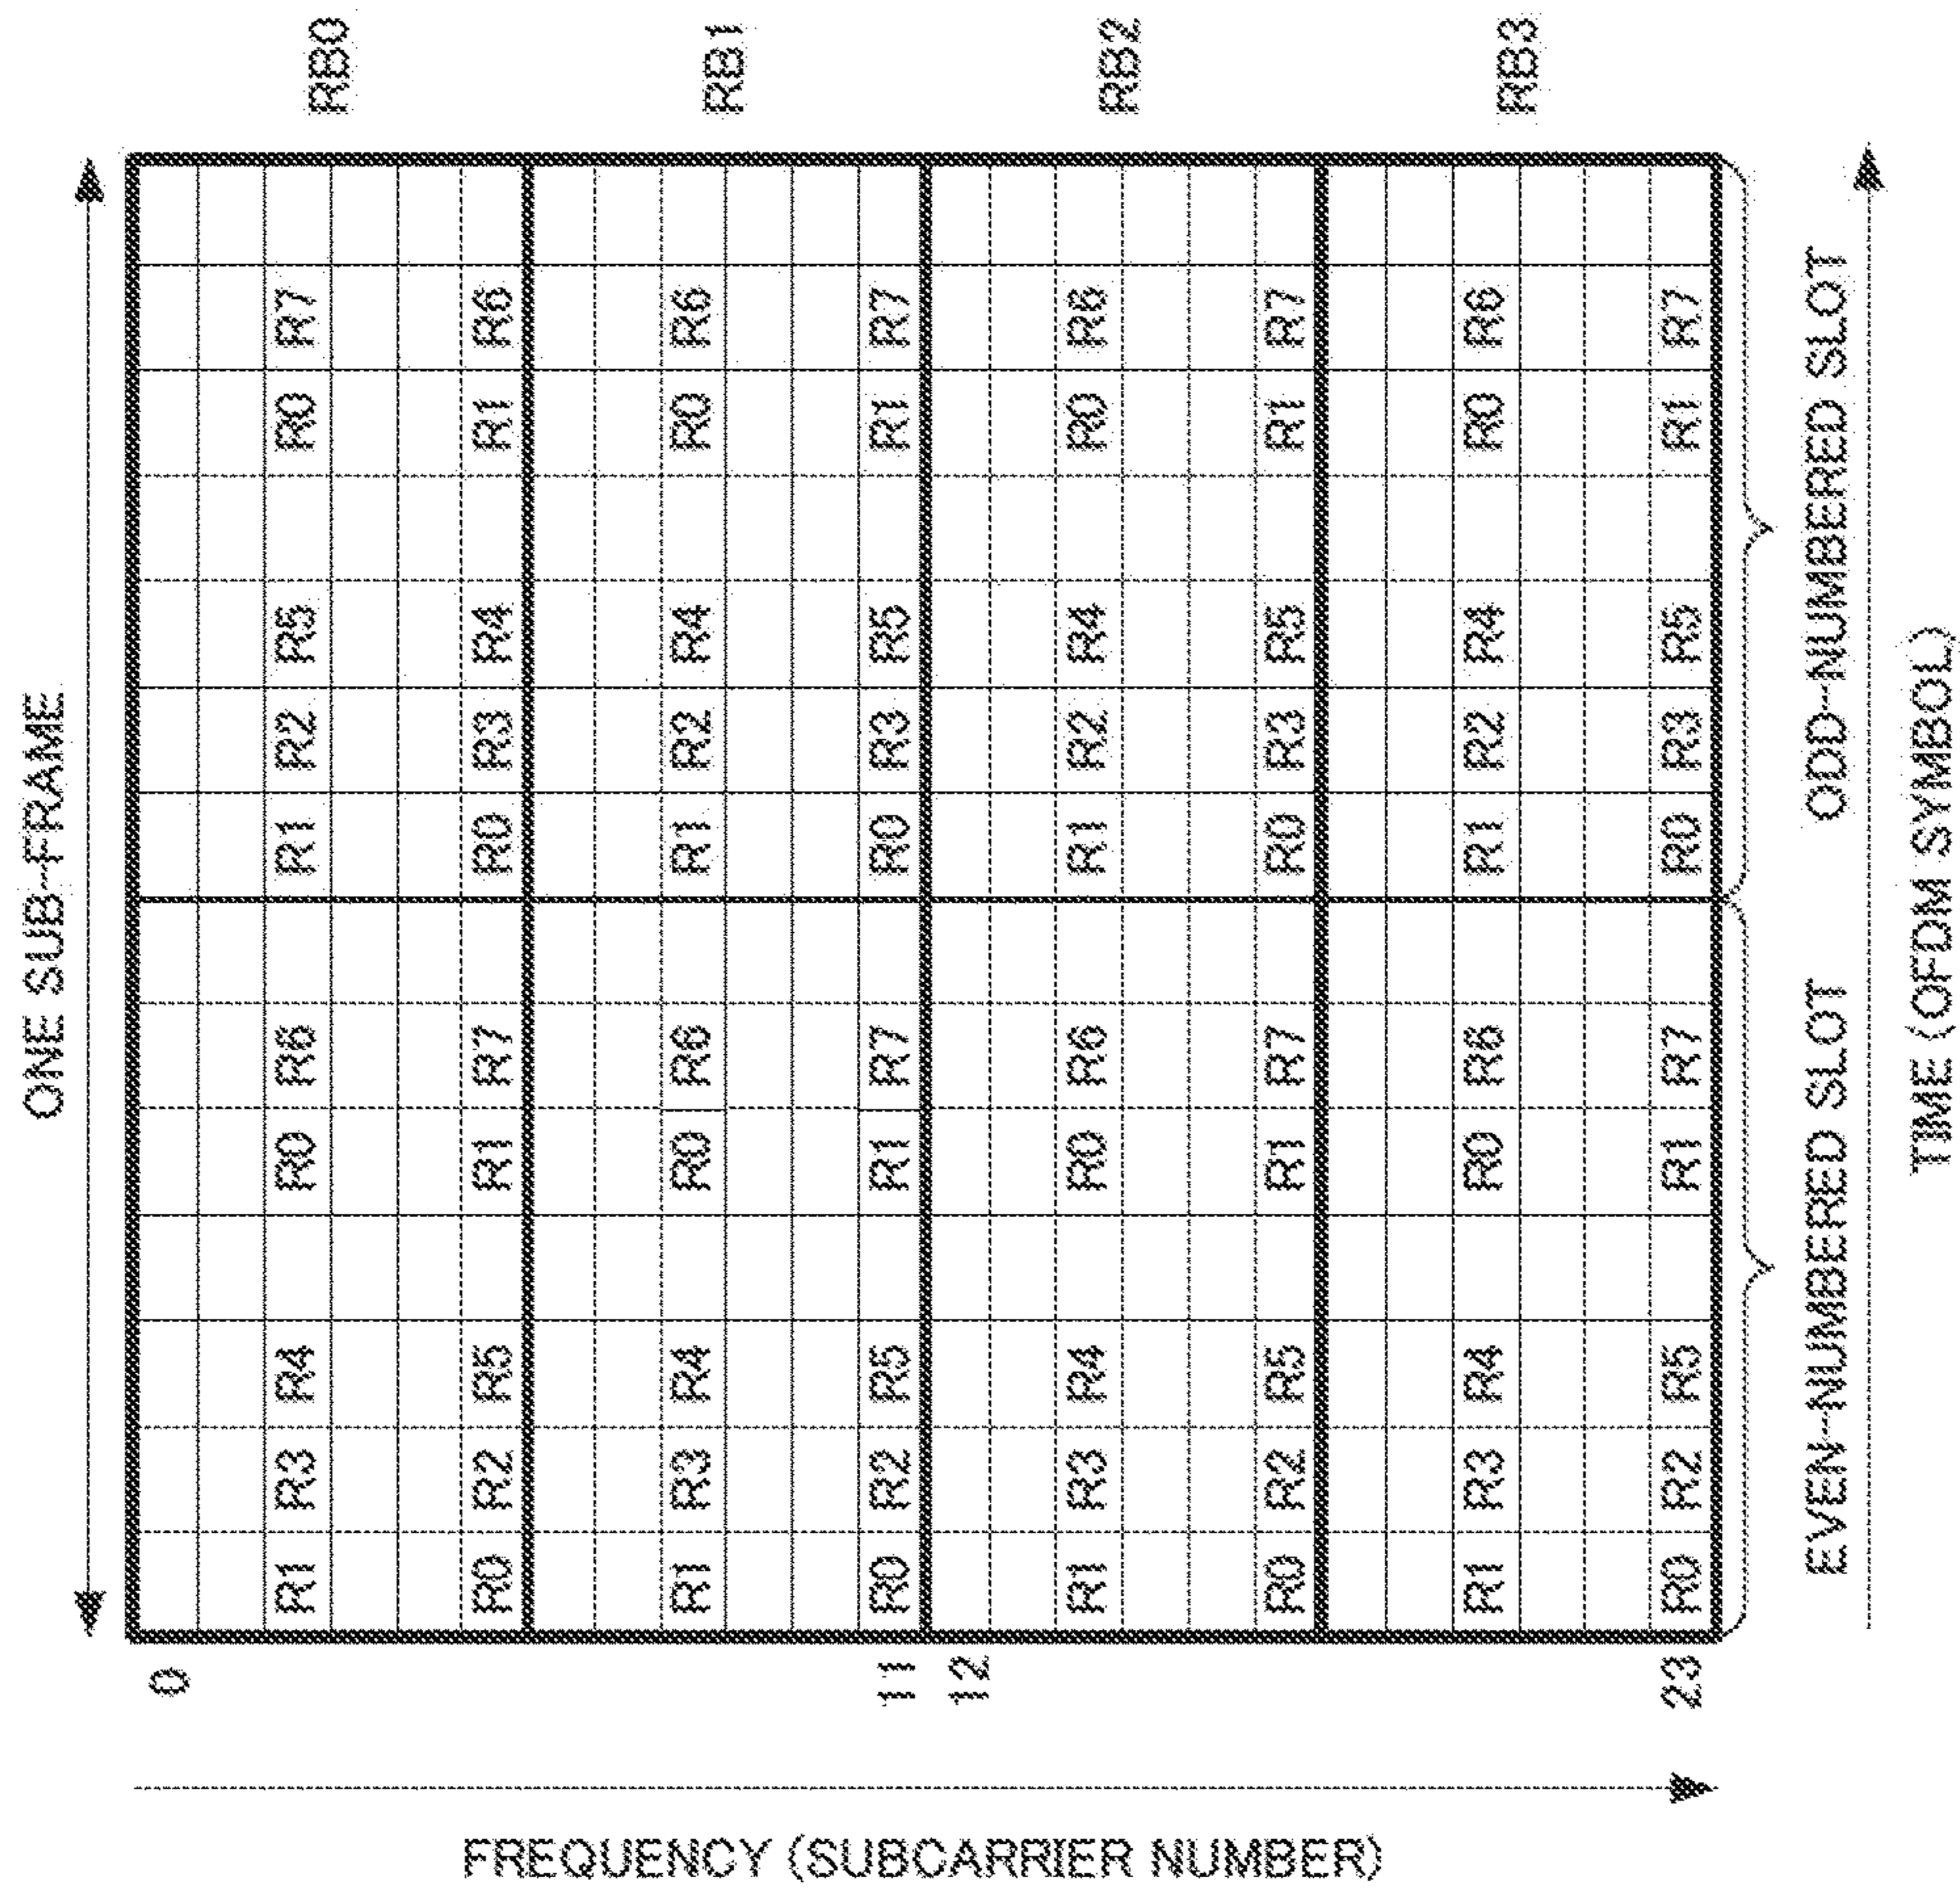 ONE SUB-FRAME
0
R1 R3 R4 R0 R6 R1 R2 R5 R0 R7
RB0
R0 R2 R5 R1 R7 R0 R3 R4 R1 R6
R1 R3 R4 R0 R6 R1 R2 R4 R0 R6
RB1
11 R0 R2 R5 R1 R7 R0 R3 R5 R1 R7
12
R1 R3 R4 R0 R6 R1 R2 R4 R0 R6
RB2
R0 R2 R5 R1 R7 R0 R3 R5 R1 R7
R1 R3 R4 R0 R6 R1 R2 R4 R0 R6
RB3
23 R0 R2 R5 R1 R7 R0 R3 R5 R1 R7
EVEN-NUMBERED SLOT ODD-NUMBERED SLOT
TIME (OFDM SYMBOL)
FREQUENCY (SUBCARRIER NUMBER)